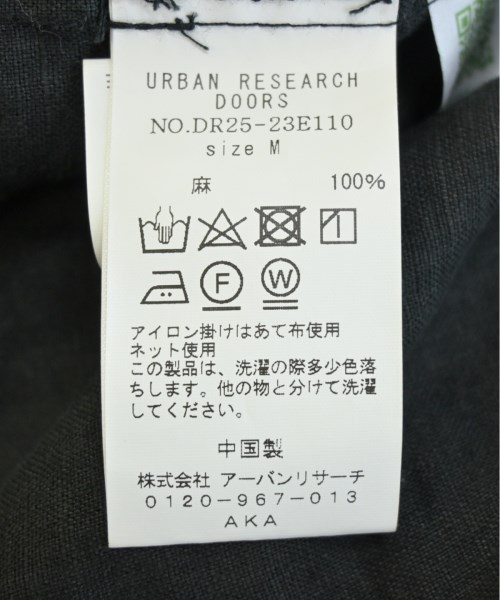 URBAN RESEARCH
DOORS
NO.DR25-23E110
size M
麻 100%
F W
アイロン掛けはあて布使用
ネット使用
この製品は、洗濯の際多少色落
ちします。他の物と分けて洗濯
してください。
中国製
株式会社 アーバンリサーチ
0120-967-013
AKA